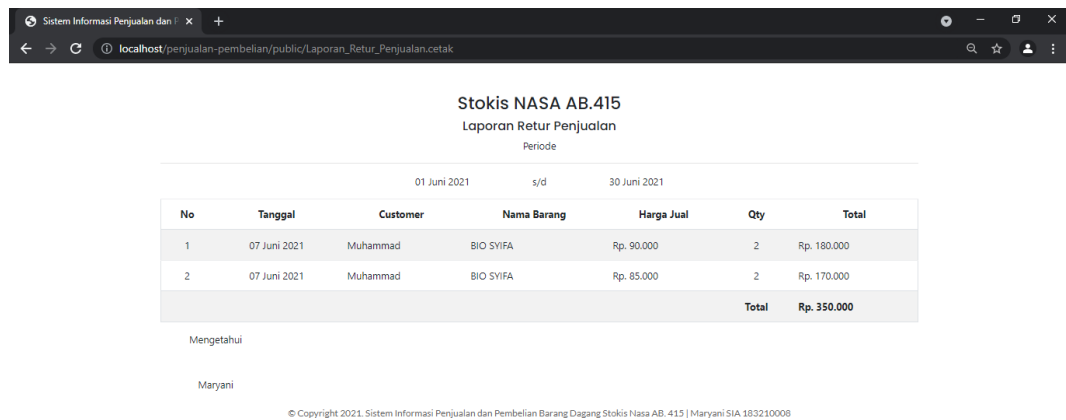 Sistem Informasi Penjualan dan P
localhost/penjualan-pembelian/public/Laporan_Retur_Penjualan.cetak
Stokis NASA AB.415
Laporan Retur Penjualan
Periode
01 Juni 2021 s/d 30 Juni 2021
No Tanggal Customer Nama Barang Harga Jual Qty Total
1 07 Juni 2021 Muhammad BIO SYIFA Rp. 90.000 2 Rp. 180.000
2 07 Juni 2021 Muhammad BIO SYIFA Rp. 85.000 2 Rp. 170.000
Total Rp. 350.000
Mengetahui
Maryani
© Copyright 2021. Sistem Informasi Penjualan dan Pembelian Barang Dagang Stokis Nasa AB. 415 | Maryani SIA 183210008